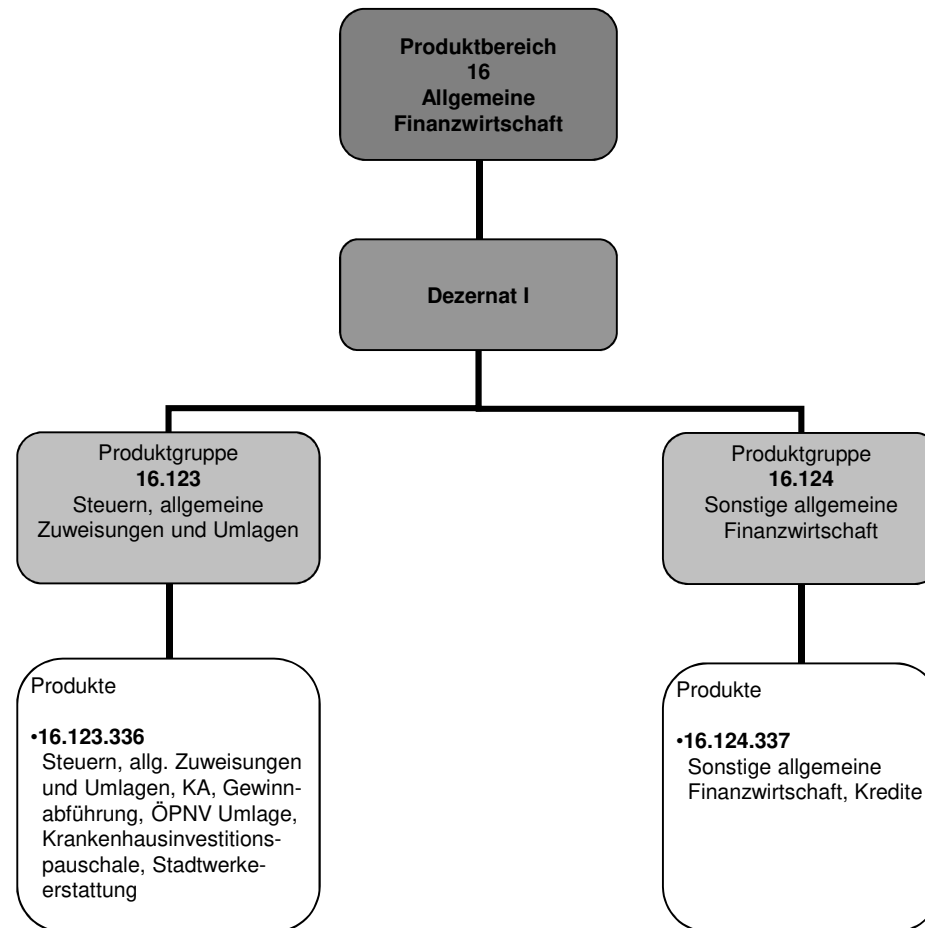 Produktbereich
16
Allgemeine
Finanzwirtschaft
Dezernat I
Produktgruppe
16.123
Steuern, allgemeine
Zuweisungen und Umlagen
Produktgruppe
16.124
Sonstige allgemeine
Finanzwirtschaft
Produkte
•16.123.336
Steuern, allg. Zuweisungen
und Umlagen, KA, Gewinn-
abführung, ÖPNV Umlage,
Krankenhausinvestitions-
pauschale, Stadtwerke-
erstattung
Produkte
•16.124.337
Sonstige allgemeine
Finanzwirtschaft, Kredite